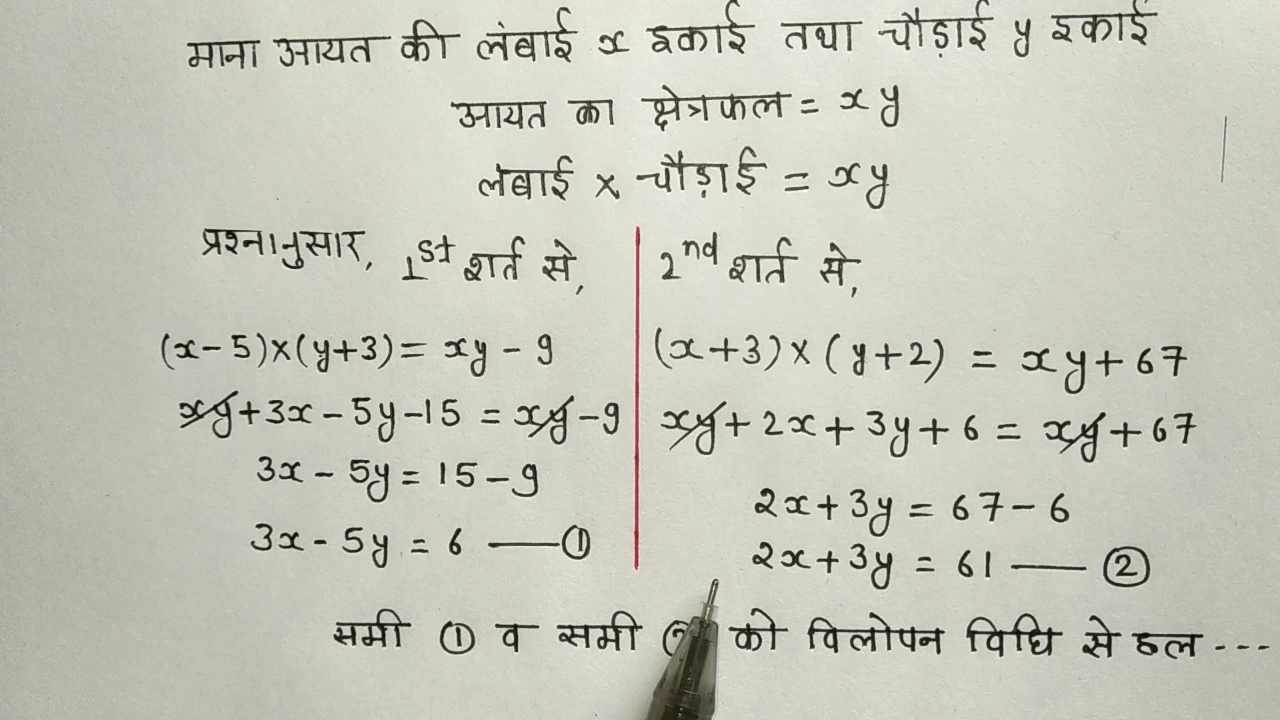 माना आयत की लंबाई x इकाई तथा चौड़ाई y इकाई
आयत का क्षेत्रफल = xy
लंबाई × चौड़ाई = xy
प्रश्नानुसार, 1st शर्त से,
(x-5)×(y+3) = xy - 9
xy+3x-5y-15 = xy-9
3x - 5y = 15 - 9
3x - 5y = 6 —— ①
2nd शर्त से,
(x+3)×(y+2) = xy+67
xy+2x+3y+6 = xy+67
2x+3y = 67-6
2x+3y = 61 —— ②
समी ① व समी को विलोपन विधि से हल ---